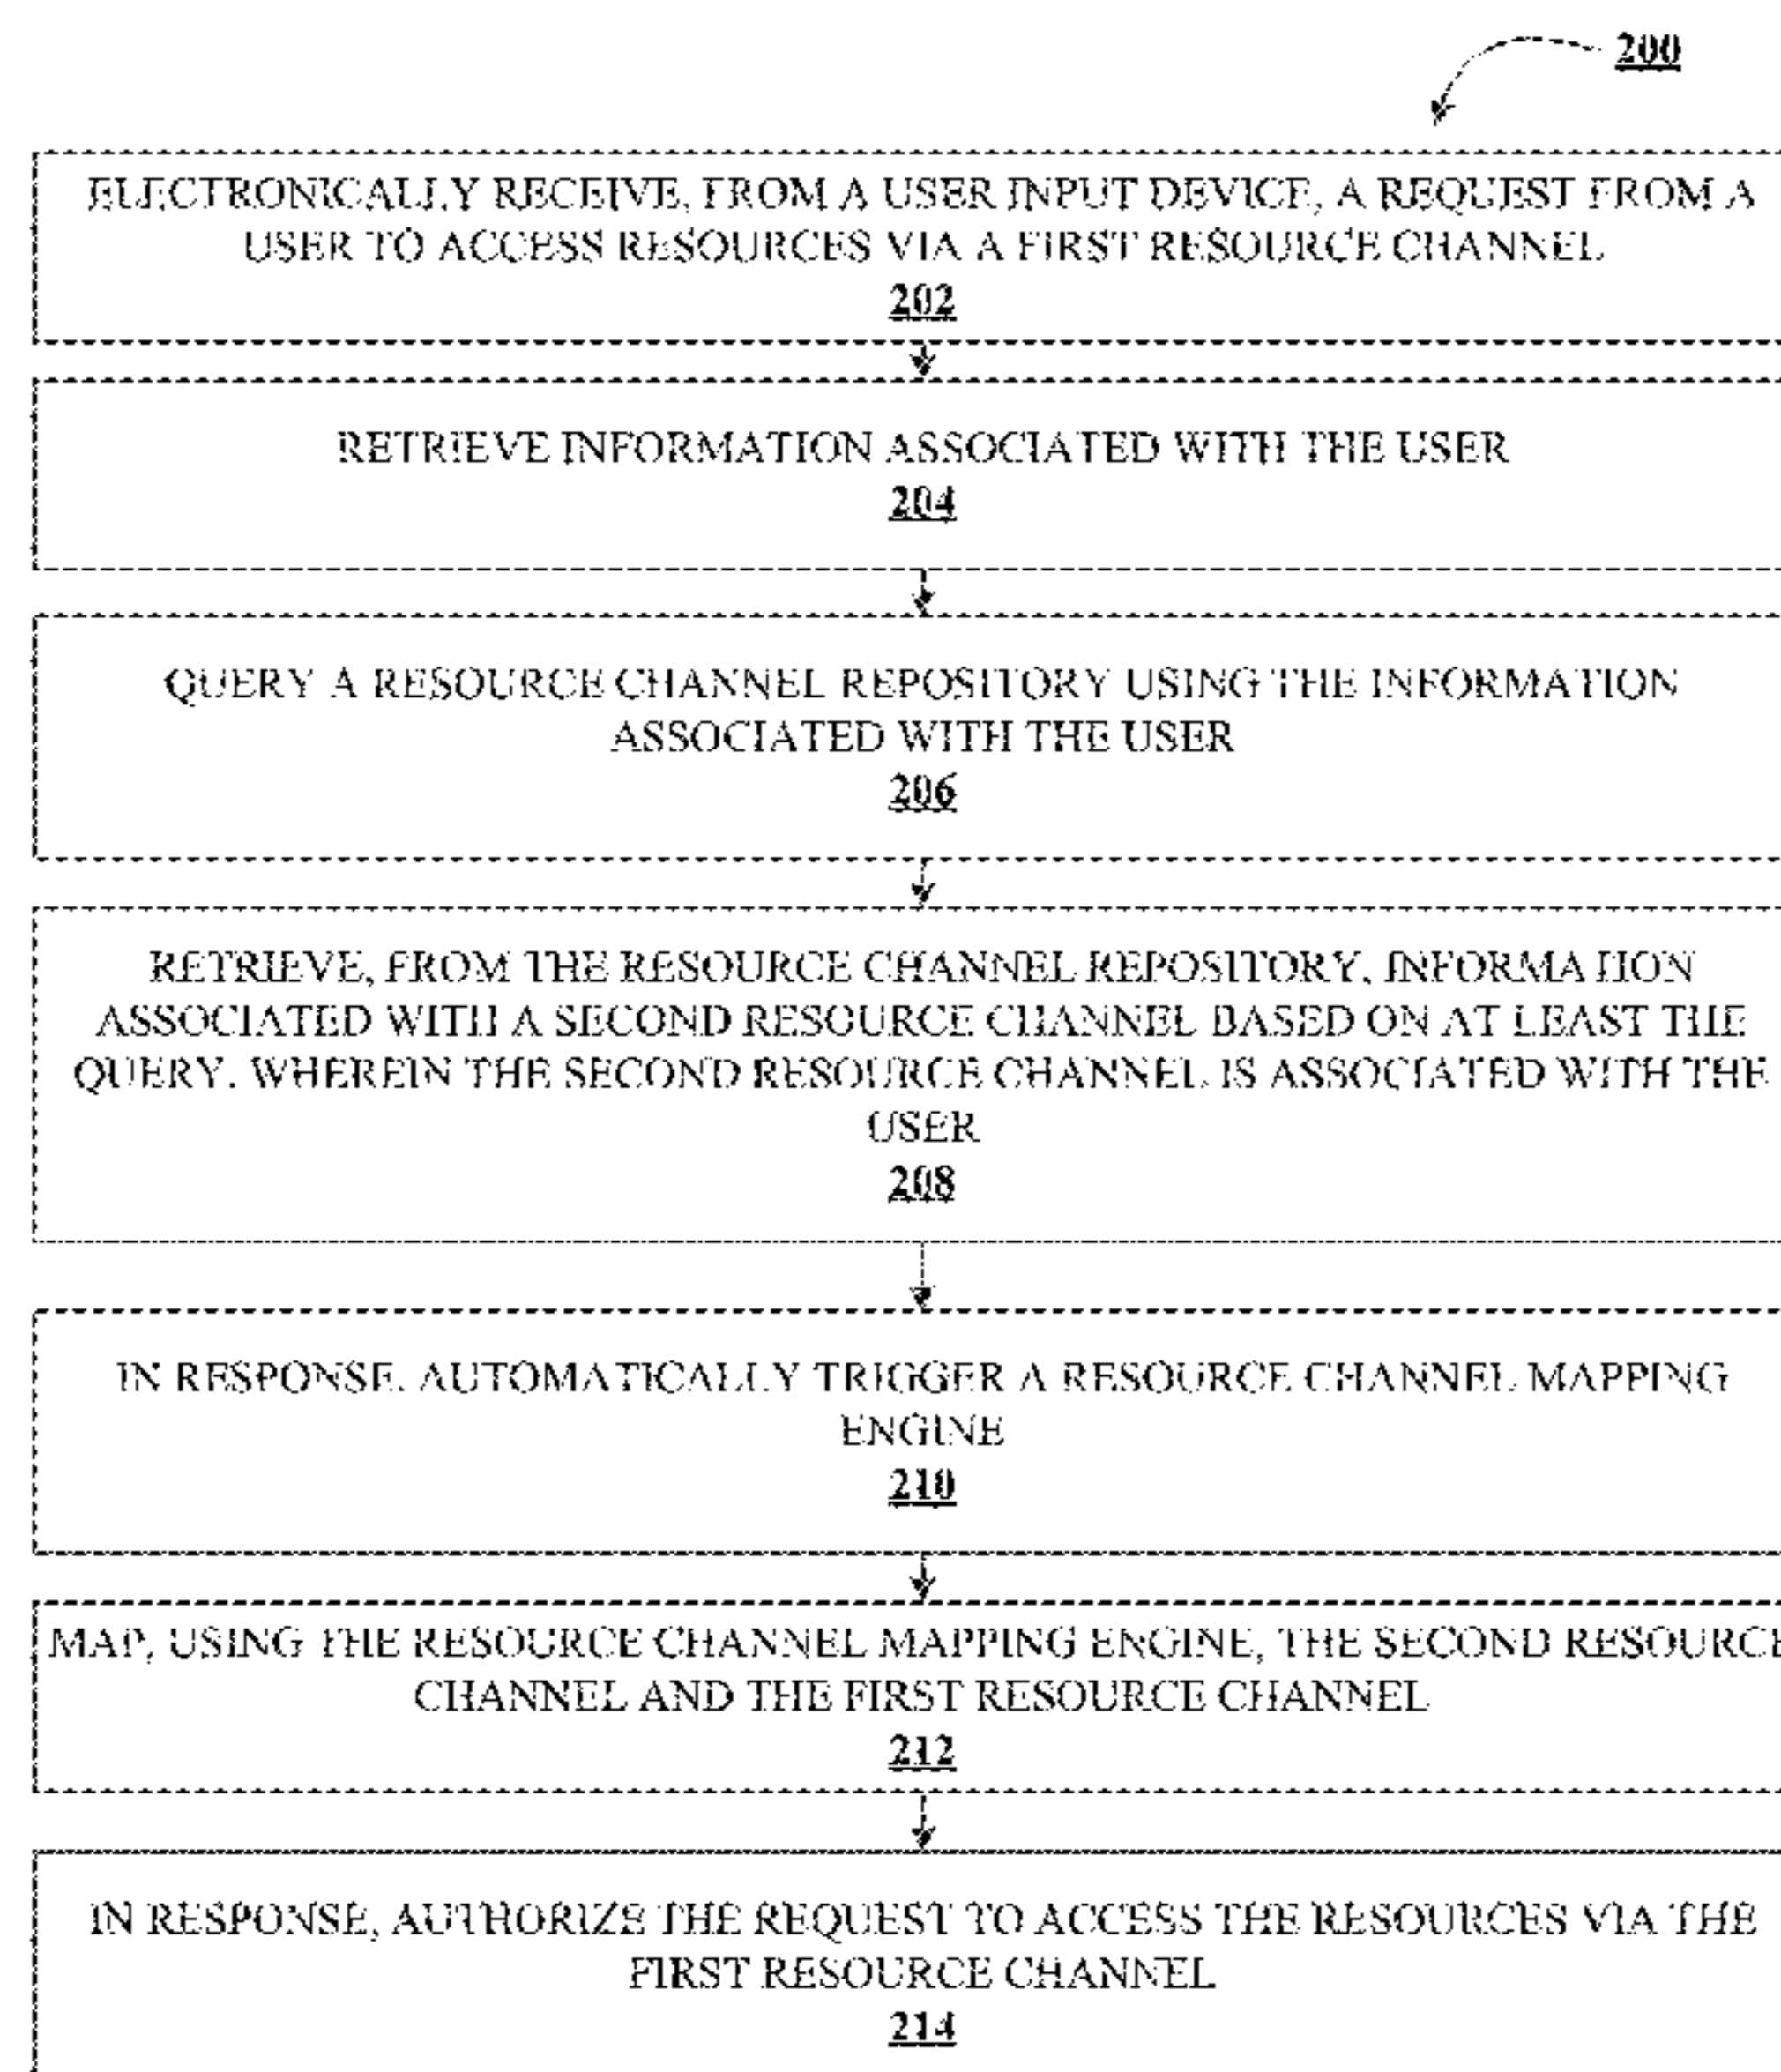 200
ELECTRONICALLY RECEIVE, FROM A USER INPUT DEVICE, A REQUEST FROM A
USER TO ACCESS RESOURCES VIA A FIRST RESOURCE CHANNEL
202
RETRIEVE INFORMATION ASSOCIATED WITH THE USER
204
QUERY A RESOURCE CHANNEL REPOSITORY USING THE INFORMATION
ASSOCIATED WITH THE USER
206
RETRIEVE, FROM THE RESOURCE CHANNEL REPOSITORY, INFORMATION
ASSOCIATED WITH A SECOND RESOURCE CHANNEL BASED ON AT LEAST THE
QUERY, WHEREIN THE SECOND RESOURCE CHANNEL IS ASSOCIATED WITH THE
USER
208
IN RESPONSE, AUTOMATICALLY TRIGGER A RESOURCE CHANNEL MAPPING
ENGINE
210
MAP, USING THE RESOURCE CHANNEL MAPPING ENGINE, THE SECOND RESOURCE
CHANNEL AND THE FIRST RESOURCE CHANNEL
212
IN RESPONSE, AUTHORIZE THE REQUEST TO ACCESS THE RESOURCES VIA THE
FIRST RESOURCE CHANNEL
214